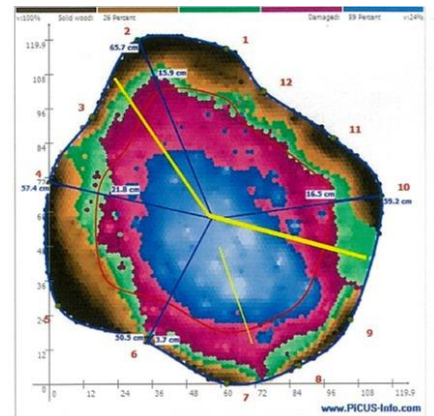 v:100% Solid wood: 26 Percent Damaged: 59 Percent v:24%
119.9
2
65.7 cm
1
108
15.9 cm
12
96
3
11
84
4
72
57.4 cm
21.8 cm
16.5 cm
10
59.2 cm
60
48
36
24
5
9
12
50.5 cm
3.7 cm
6
8
0
7
0 12 24 36 48 60 72 84 96 108 119.9
www.PiCUS-Info.com